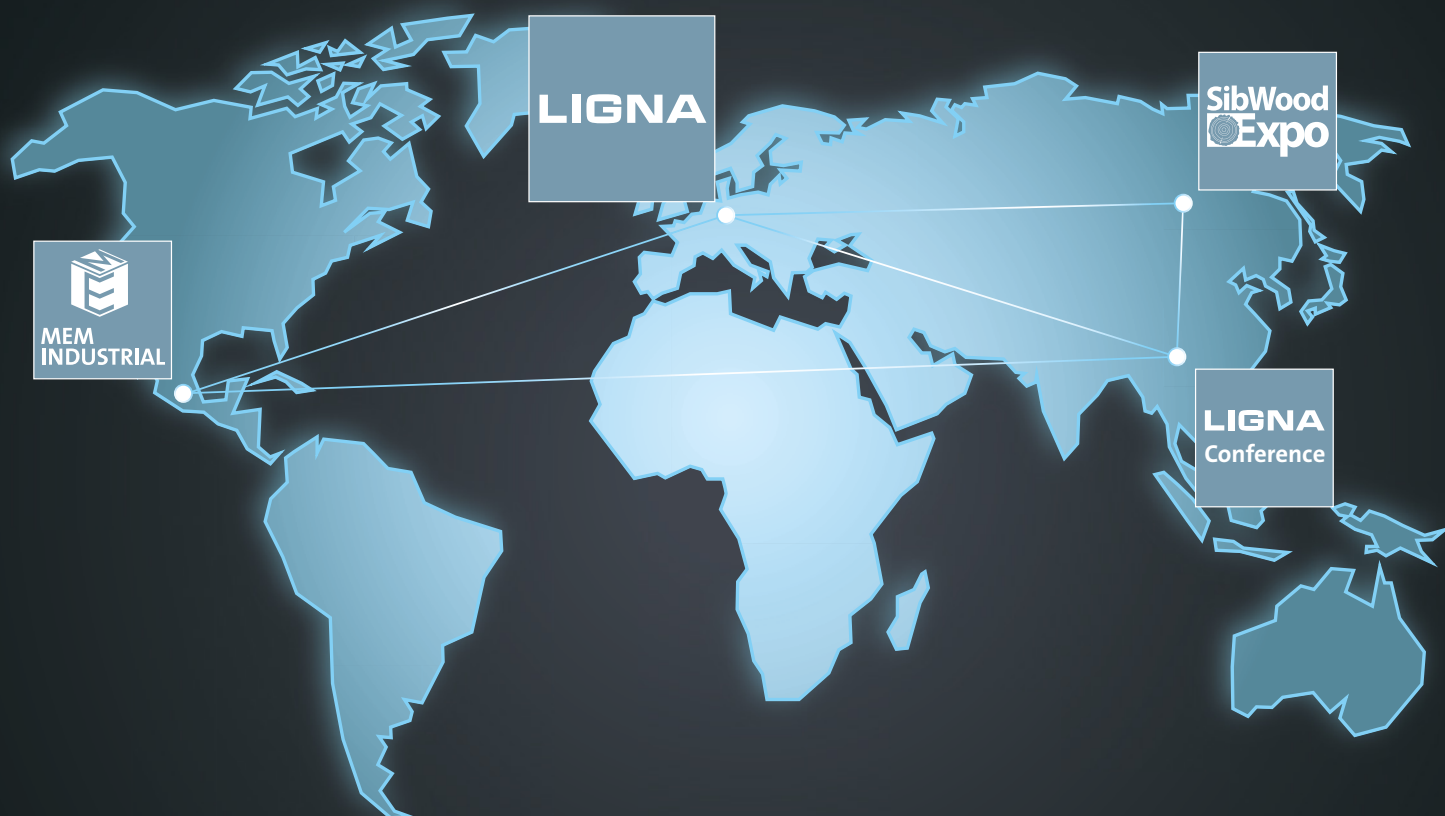 LIGNA
SibWood
Expo
MEM
INDUSTRIAL
LIGNA
Conference